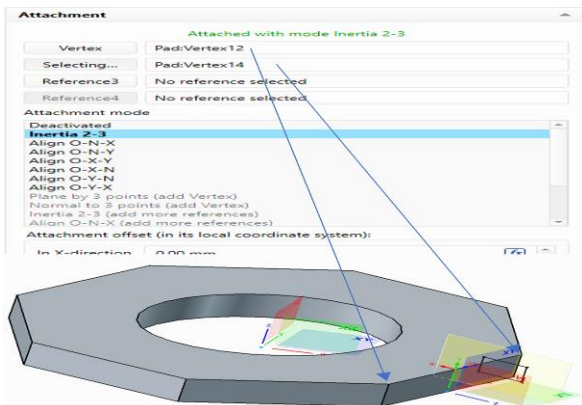 Attachment
Attached with mode Inertia 2-3
Vertex Pad:Vertex12
Selecting... Pad:Vertex14
Reference3 No reference selected
Reference4 No reference selected
Attachment mode
Deactivated
Inertia 2-3
Align O-N-X
Align O-N-Y
Align O-X-Y
Align O-X-N
Align O-Y-N
Align O-Y-X
Plane by 3 points (add Vertex)
Normal to 3 points (add Vertex)
Inertia 2-3 (add more references)
Align O-N-X (add more references)
Attachment offset (in its local coordinate system):
In X-direction 0.00 mm